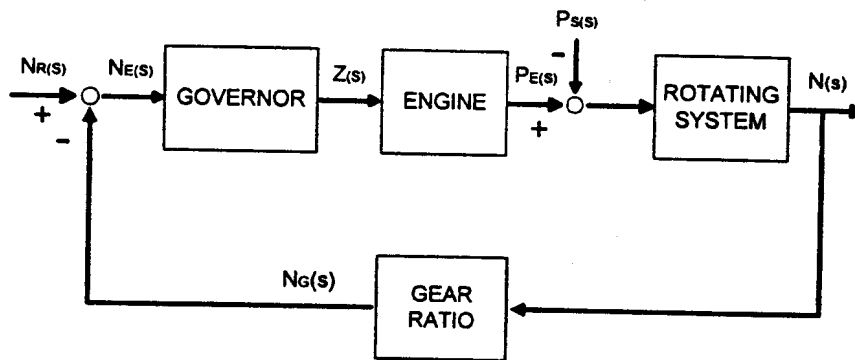 PS(S)
−
NR(S)
+
−
NE(S)
GOVERNOR
Z(S)
ENGINE
PE(S)
+
ROTATING
SYSTEM
N(S)
NG(S)
GEAR
RATIO